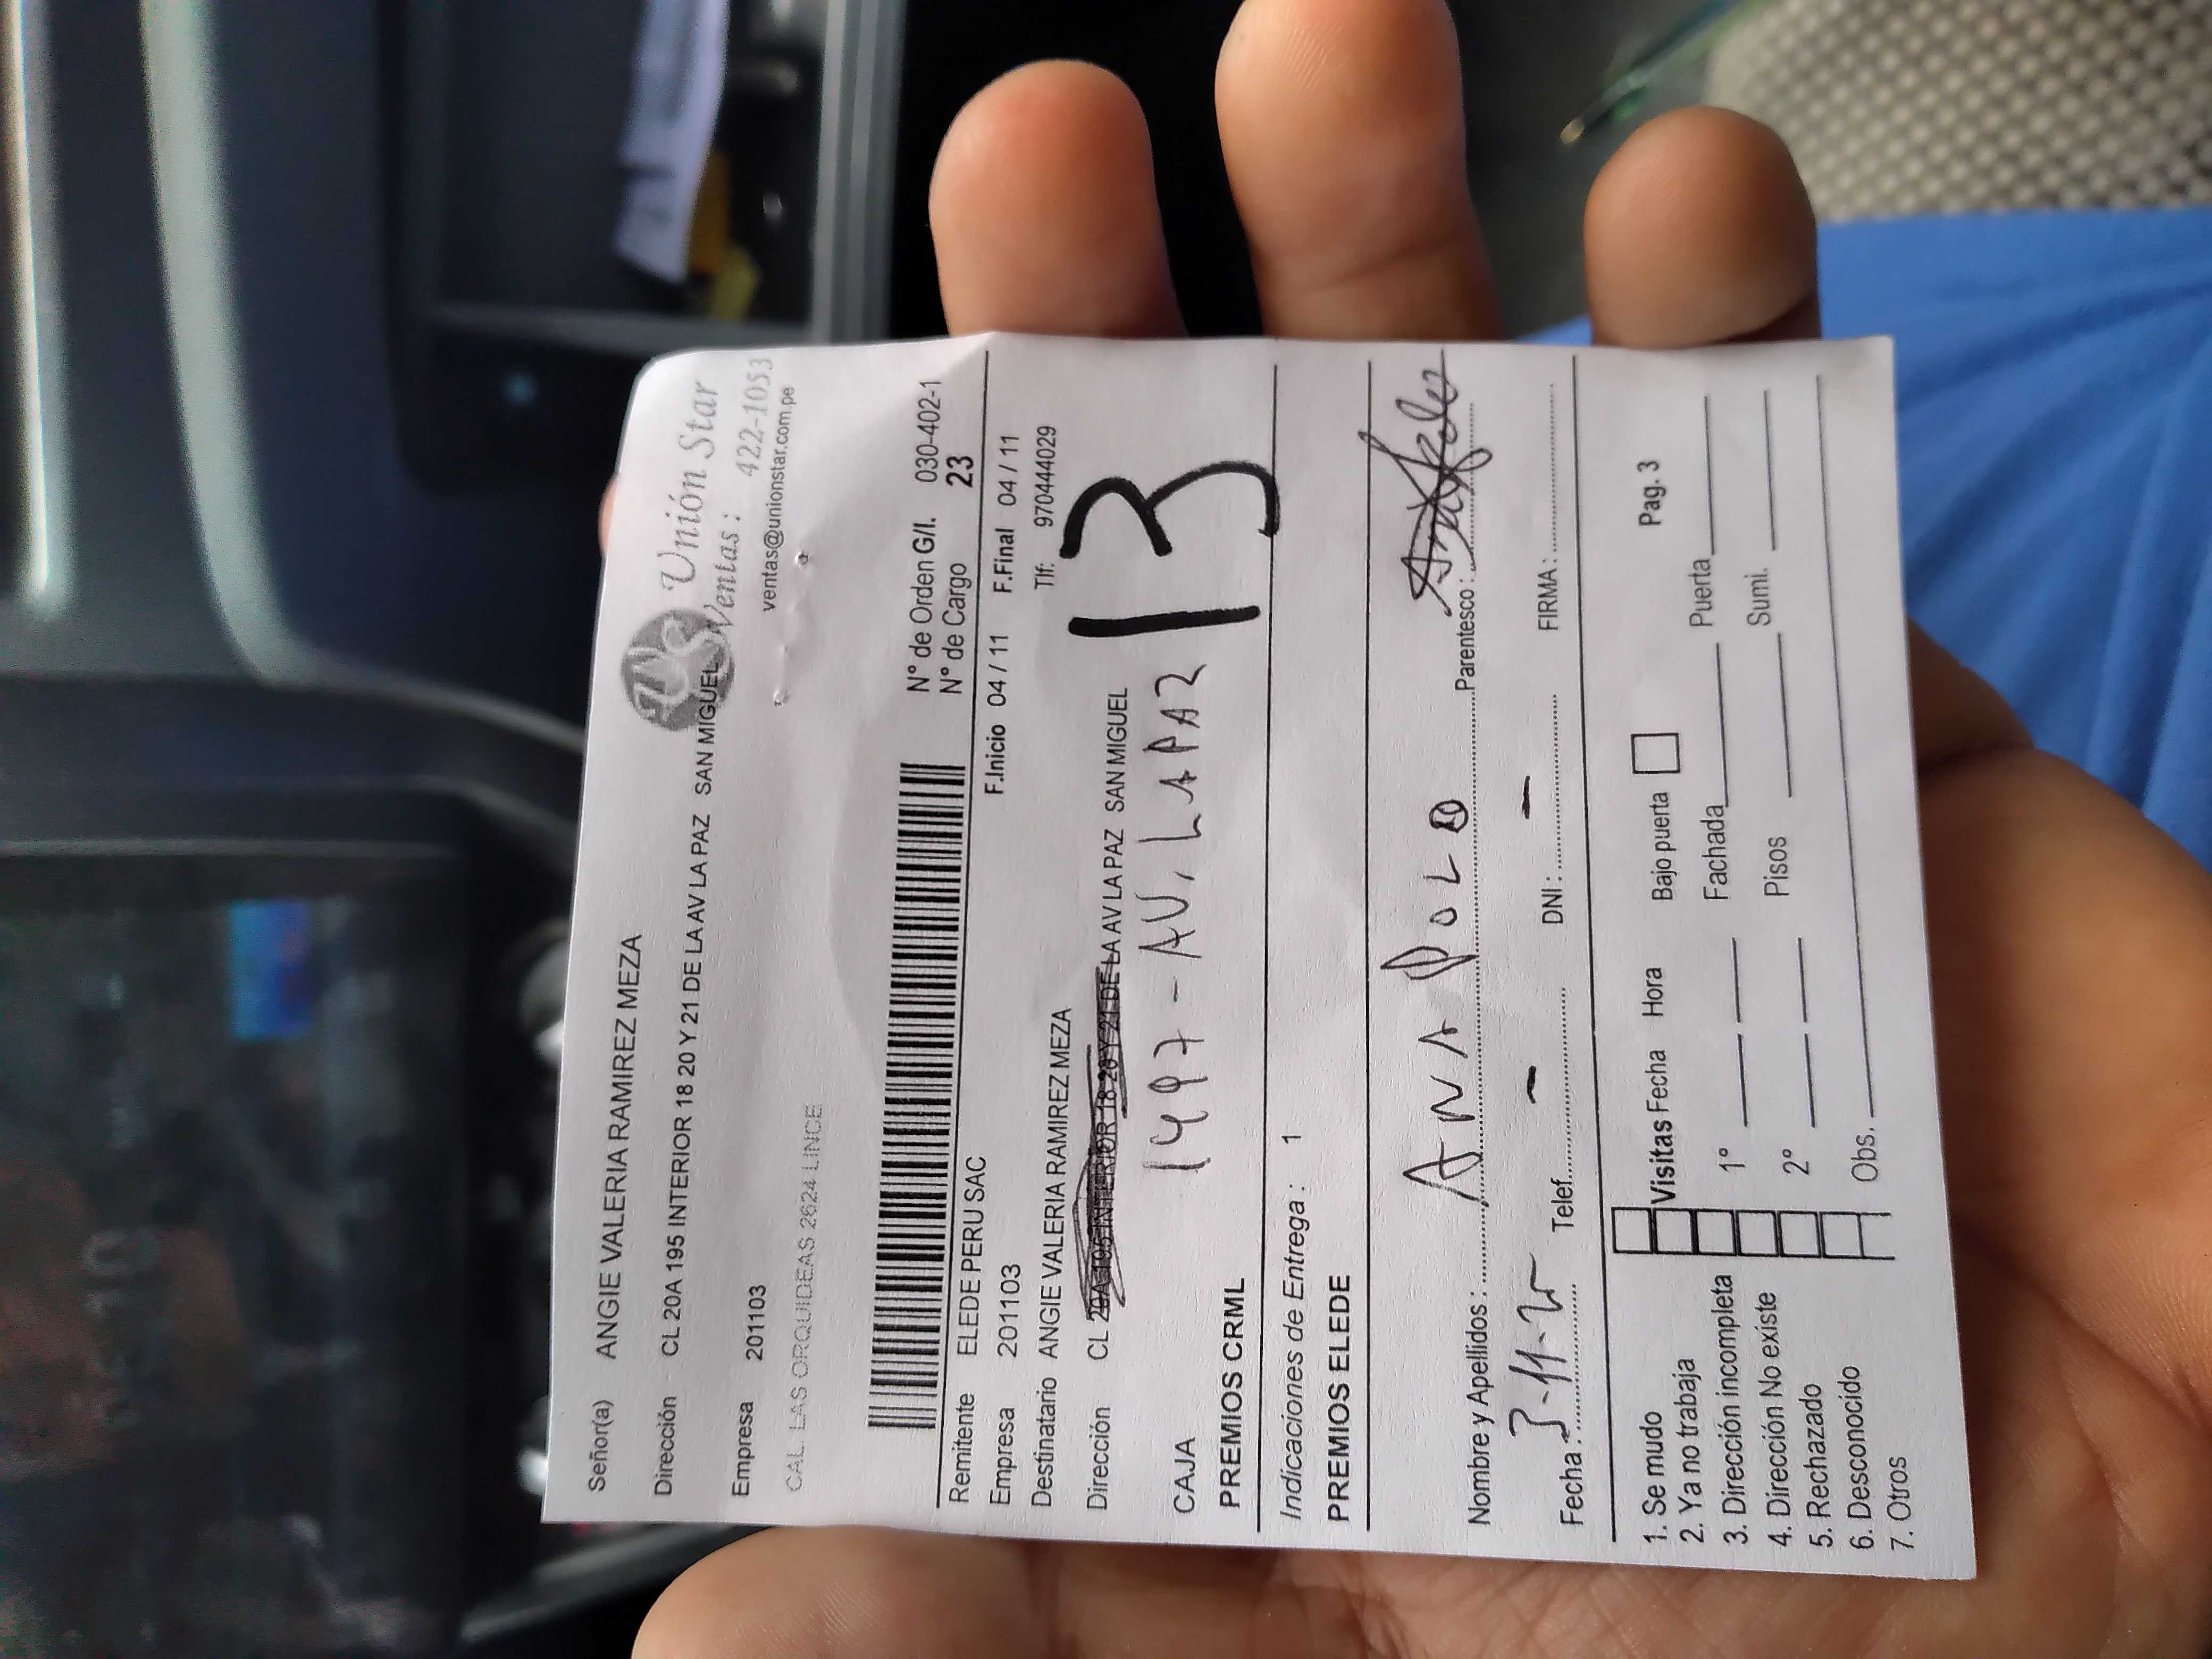 Señor(a) ANGIE VALERIA RAMIREZ MEZA
Unión Star
Dirección CL 20A 195 INTERIOR 18 20 Y 21 DE LA AV LA PAZ SAN MIGUEL
Ventas: 422-1053
Empresa 201103
ventas@unionstar.com.pe
CAL. LAS ORQUIDEAS 2624 LINCE
N° de Orden G/I. 030-402-1
N° de Cargo 23
Remitente ELEDE PERU SAC
F.Inicio 04 / 11 F.Final 04 / 11
Empresa 201103
Destinatario ANGIE VALERIA RAMIREZ MEZA Tlf: 970444029
Dirección CL 20A 195 INTERIOR 18 20 Y 21 DE LA AV LA PAZ SAN MIGUEL
1497 - AV. LA PAZ
13
CAJA
PREMIOS CRML
Indicaciones de Entrega : 1
PREMIOS ELEDE
Nombre y Apellidos : ANA POLO Parentesco :
Fecha : 3-11-25 Telef. - DNI : - FIRMA :
1. Se mudo
2. Ya no trabaja
3. Dirección incompleta
4. Dirección No existe
5. Rechazado
6. Desconocido
7. Otros
Visitas Fecha Hora Bajo puerta Pag. 3
1° Fachada Puerta
2° Pisos Sumi.
Obs.